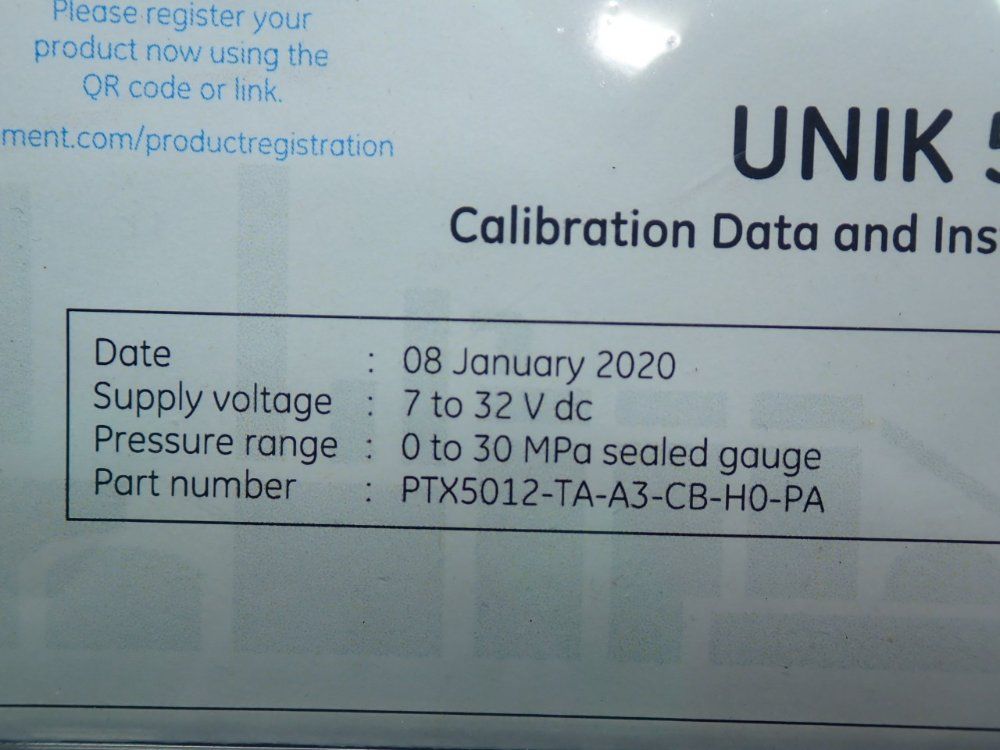 Please register your
product now using the
QR code or link.
ment.com/productregistration
UNIK 5
Calibration Data and Ins
Date : 08 January 2020
Supply voltage : 7 to 32 V dc
Pressure range : 0 to 30 MPa sealed gauge
Part number : PTX5012-TA-A3-CB-H0-PA